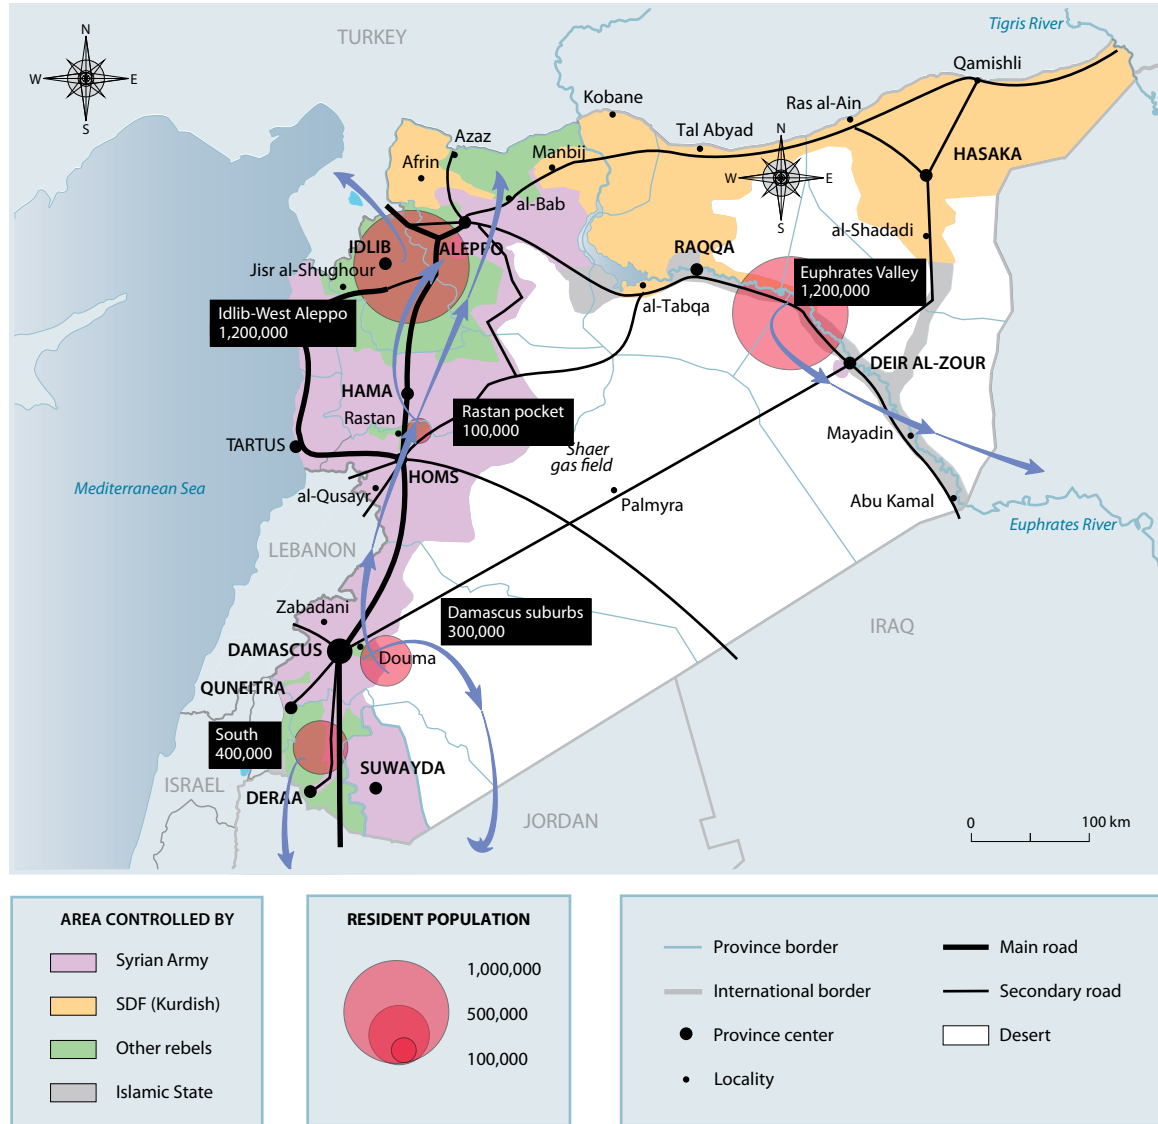 N
W
E
S
TURKEY
Tigris River
Qamishli
Kobane
Ras al-Ain
Azaz
Tal Abyad
N
W
E
S
Afrin
Manbij
HASAKA
al-Bab
al-Shadadi
IDLIB
ALEPPO
RAQQA
Jisr al-Shughour
Euphrates Valley
1,200,000
al-Tabqa
Idlib-West Aleppo
1,200,000
DEIR AL-ZOUR
HAMA
Rastan
Rastan pocket
100,000
Mayadin
TARTUS
Shaer
gas field
HOMS
Mediterranean Sea
al-Qusayr
Palmyra
Abu Kamal
Euphrates River
LEBANON
Zabadani
Damascus suburbs
300,000
IRAQ
DAMASCUS
Douma
QUNEITRA
South
400,000
SUWAYDA
ISRAEL
DERAA
JORDAN
0
100 km
AREA CONTROLLED BY
Syrian Army
SDF (Kurdish)
Other rebels
Islamic State
RESIDENT POPULATION
1,000,000
500,000
100,000
Province border
International border
Province center
Locality
Main road
Secondary road
Desert